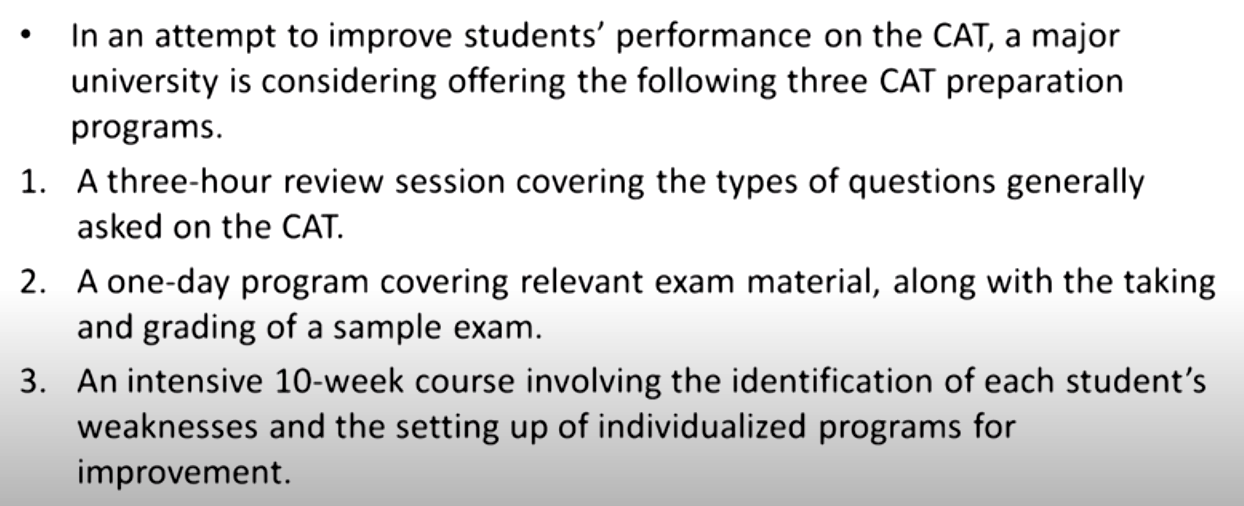 • In an attempt to improve students’ performance on the CAT, a major
university is considering offering the following three CAT preparation
programs.
1. A three-hour review session covering the types of questions generally
asked on the CAT.
2. A one-day program covering relevant exam material, along with the taking
and grading of a sample exam.
3. An intensive 10-week course involving the identification of each student’s
weaknesses and the setting up of individualized programs for
improvement.